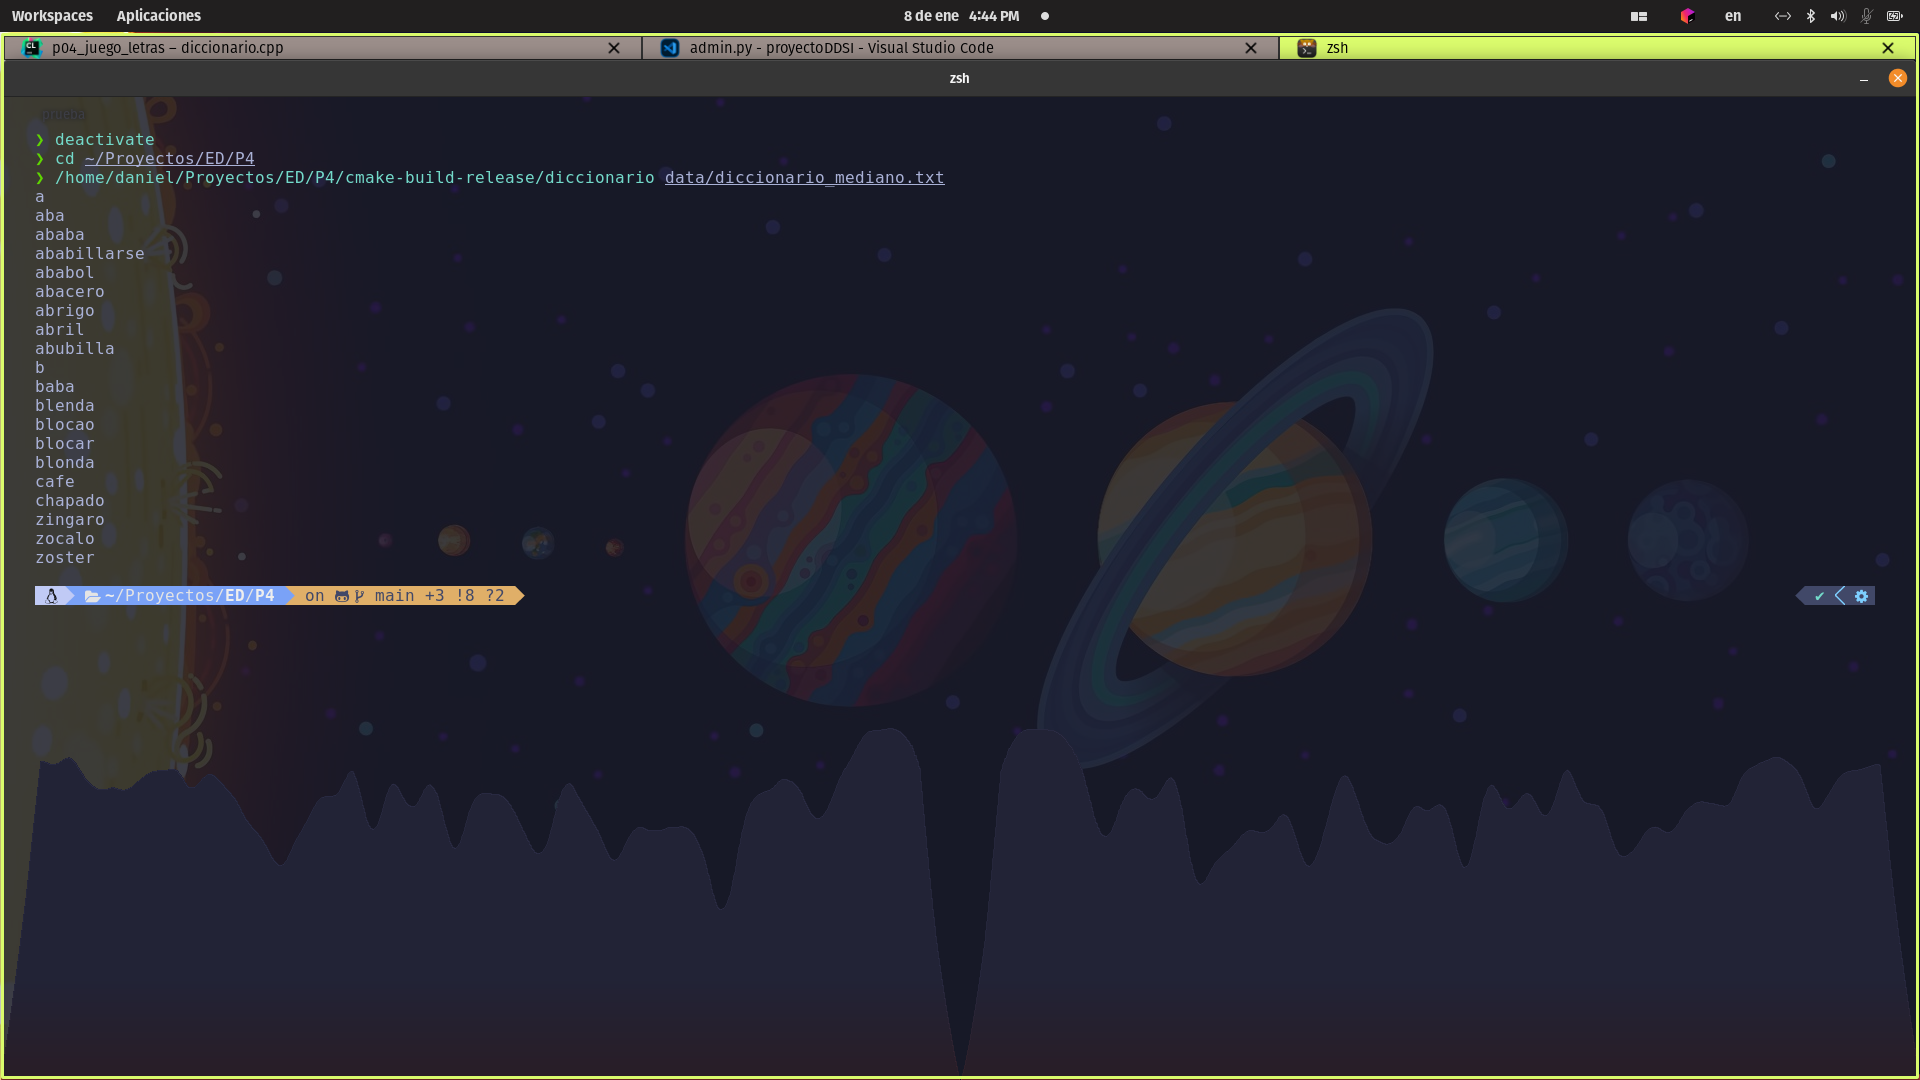 Workspaces Aplicaciones 8 de ene 4:44 PM en
p04_juego_letras – diccionario.cpp admin.py - proyectoDDSI - Visual Studio Code zsh
zsh
prueba
❯ deactivate
❯ cd ~/Proyectos/ED/P4
❯ /home/daniel/Proyectos/ED/P4/cmake-build-release/diccionario data/diccionario_mediano.txt
a
aba
ababa
ababillarse
ababol
abacero
abrigo
abril
abubilla
b
baba
blenda
blocao
blocar
blonda
cafe
chapado
zingaro
zocalo
zoster
~/Proyectos/ED/P4 on main +3 !8 ?2